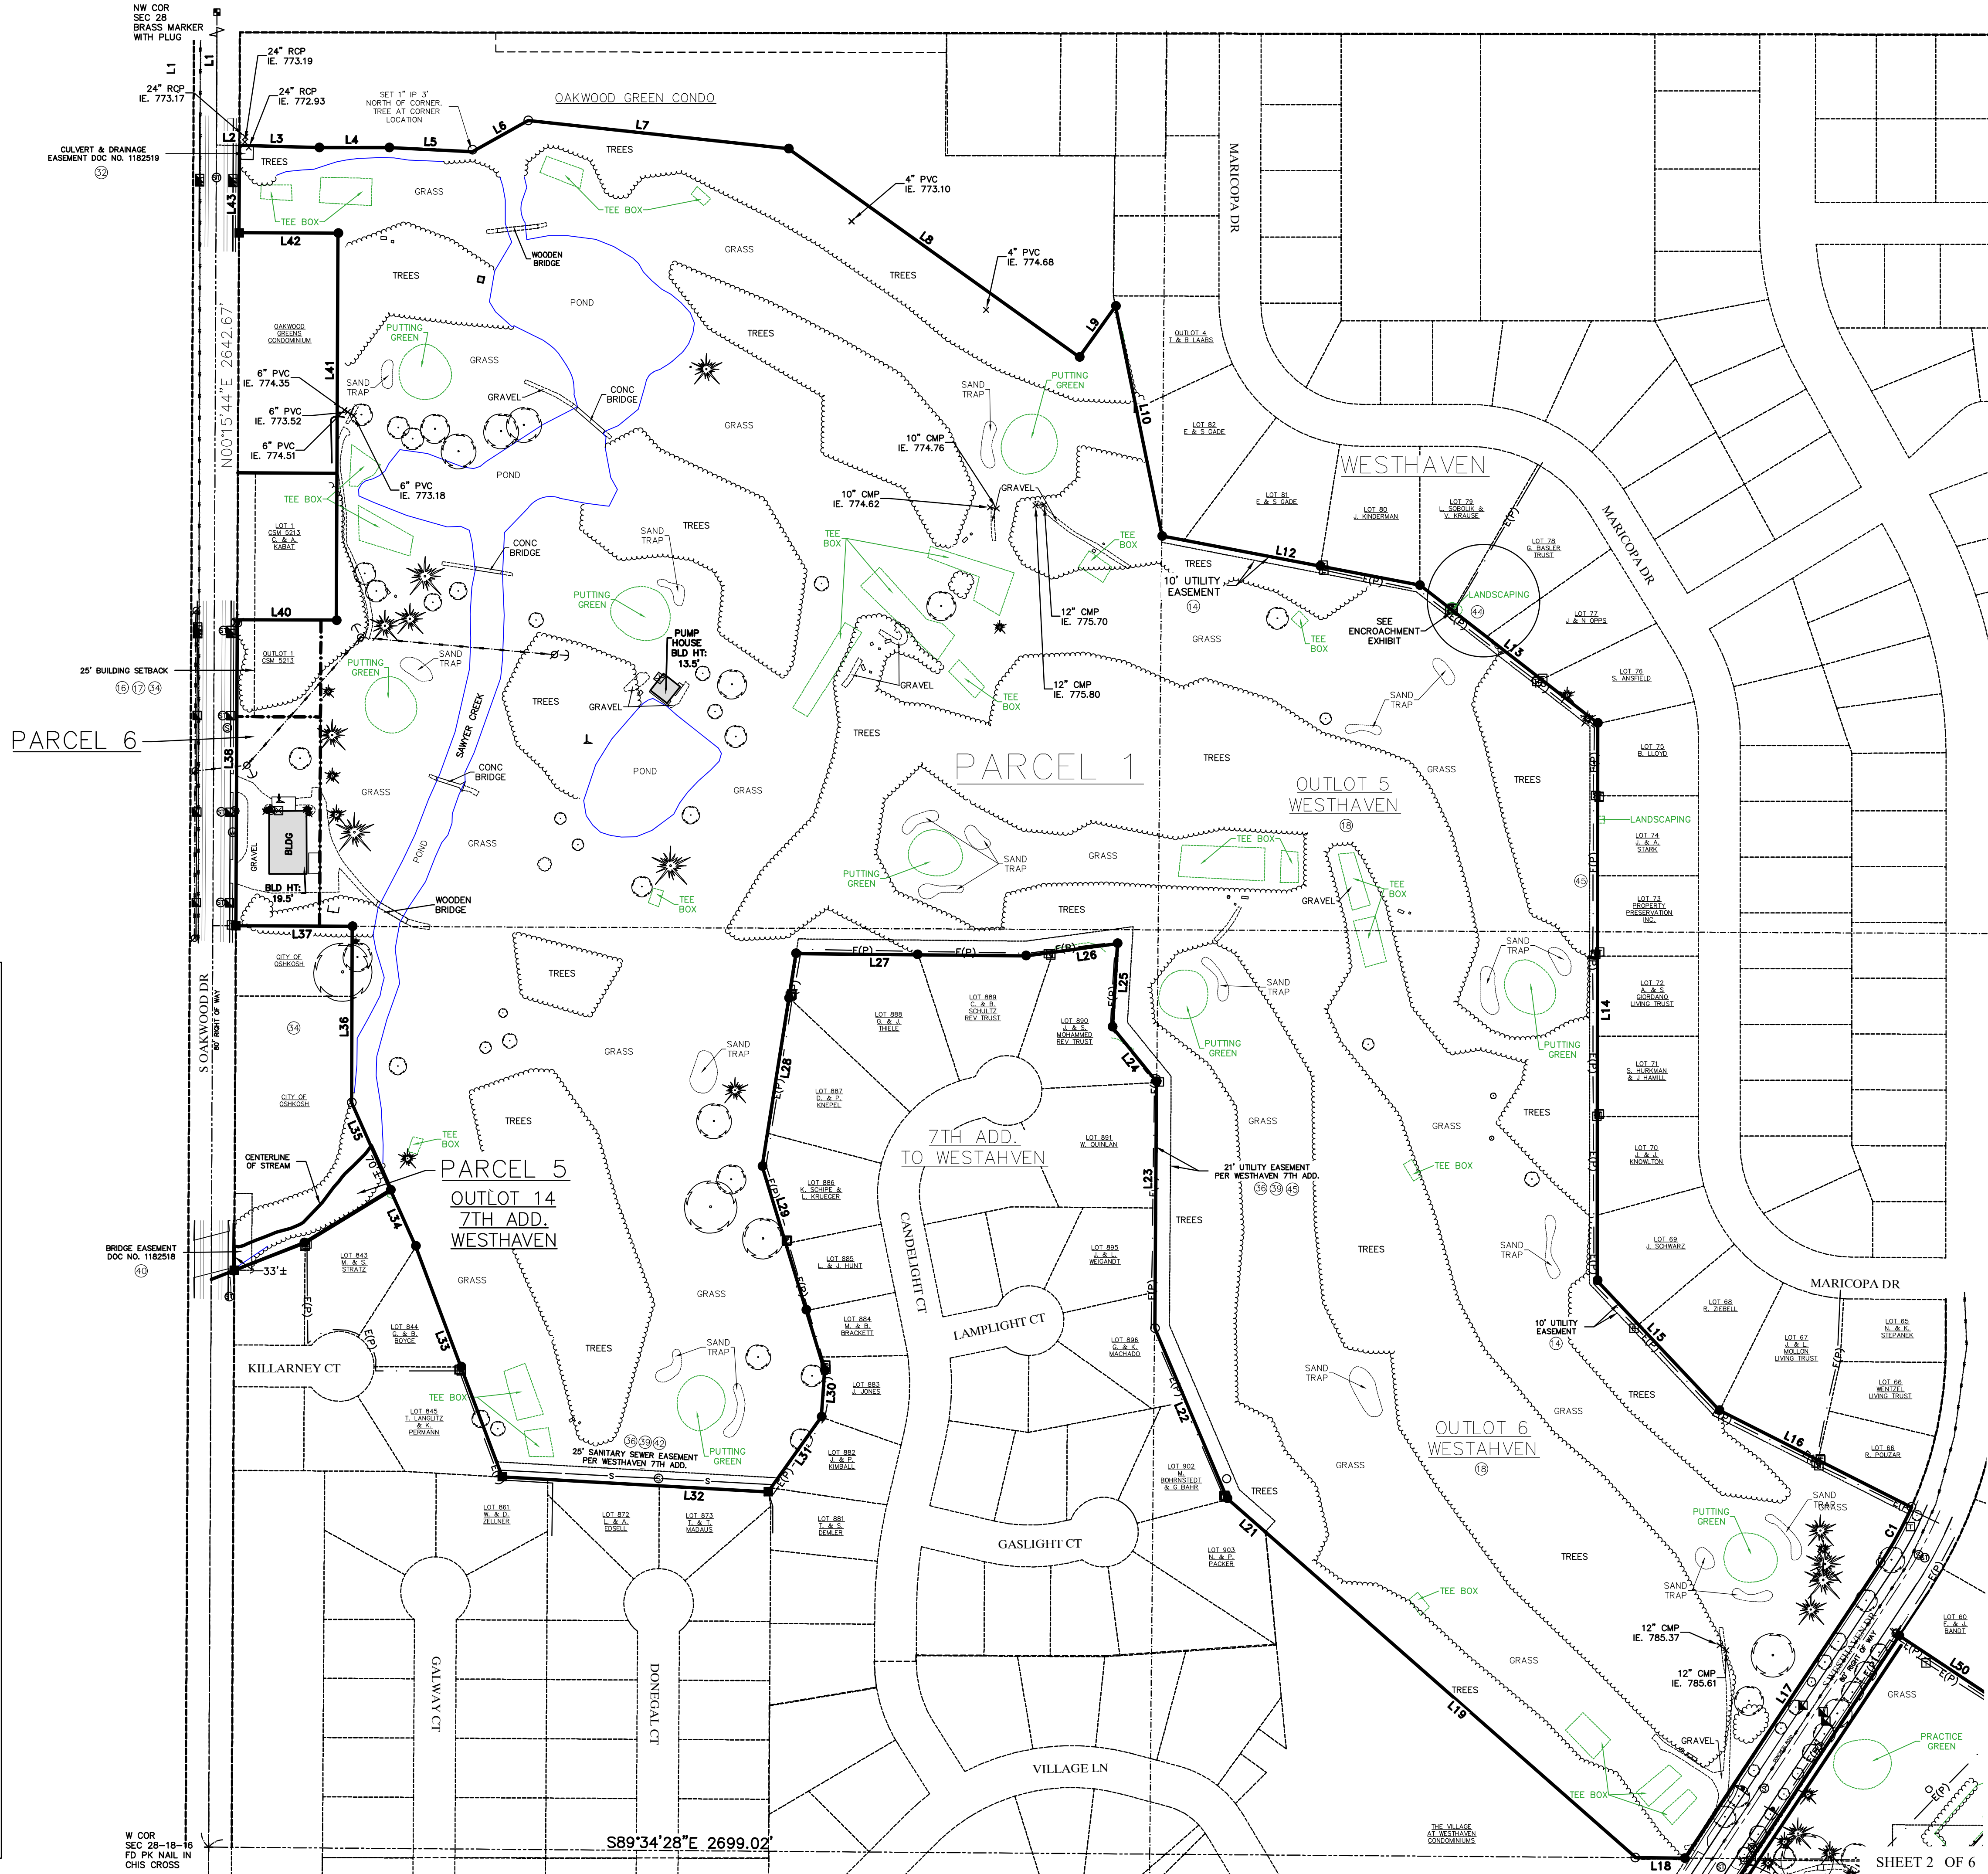 NW COR
SEC 28
BRASS MARKER
WITH PLUG
L1
L1
24" RCP
IE. 773.19
24" RCP
IE. 773.17
24" RCP
IE. 772.93
SET 1" IP 3'
NORTH OF CORNER.
TREE AT CORNER
LOCATION
OAKWOOD GREEN CONDO
L2
L3
L4
L5
L6
L7
CULVERT & DRAINAGE
EASEMENT DOC NO. 1182519
32
TREES
GRASS
TEE BOX
TREES
TEE BOX
L43
L42
4" PVC
IE. 773.10
L8
4" PVC
IE. 774.68
L9
MARICOPA DR
WOODEN
BRIDGE
GRASS
TREES
TREES
POND
N00°15'44"E 2642.67'
OAKWOOD
GREENS
CONDOMINIUM
L41
PUTTING
GREEN
GRASS
TREES
OUTLOT 4
T & B LAABS
6" PVC
IE. 774.35
SAND
TRAP
GRAVEL
CONC
BRIDGE
6" PVC
IE. 773.52
6" PVC
IE. 774.51
6" PVC
IE. 773.18
POND
GRASS
SAND
TRAP
PUTTING
GREEN
L10
10" CMP
IE. 774.76
10" CMP
IE. 774.62
GRAVEL
LOT 82
E & S GADE
WESTHAVEN
LOT 81
E & S GADE
LOT 80
J. KINDERMAN
LOT 79
L. SOBOLIK &
V. KRAUSE
E(P)
LOT 78
G. BASLER
TRUST
MARICOPA DR
TEE BOX
LOT 1
CSM 5213
C. & A.
KABAT
CONC
BRIDGE
SAND
TRAP
TREES
TEE
BOX
TEE
BOX
L12
TREES
10' UTILITY
EASEMENT
14
E(P)
LANDSCAPING
44
LOT 77
J & N OPPS
SEE
ENCROACHMENT
EXHIBIT
L13
PUTTING
GREEN
PUMP
HOUSE
BLD HT:
13.5'
12" CMP
IE. 775.70
12" CMP
IE. 775.80
GRASS
TEE
BOX
L40
25' BUILDING SETBACK
16 17 34
OUTLOT 1
CSM 5213
PUTTING
GREEN
SAND
TRAP
TREES
GRAVEL
GRAVEL
TEE
BOX
SAND
TRAP
LOT 76
S. ANSFIELD
PARCEL 6
L38
SAWYER CREEK
TREES
POND
CONC
BRIDGE
GRASS
GRASS
PARCEL 1
TREES
OUTLOT 5
WESTHAVEN
18
GRASS
TREES
LOT 75
B. LLOYD
E(P)
LANDSCAPING
LOT 74
J. & A.
STARK
GRAVEL
BLDG
BLD HT:
19.5'
POND
GRASS
WOODEN
BRIDGE
TEE
BOX
PUTTING
GREEN
SAND
TRAP
GRASS
TEE BOX
TREES
GRAVEL
TEE
BOX
E(P)
45
LOT 73
PROPERTY
PRESERVATION
INC.
L37
CITY OF
OSHKOSH
TREES
E(P)
L27
E(P)
E(P)
L26
L25
SAND
TRAP
SAND
TRAP
L14
LOT 72
A. & S
GIORDANO
LIVING TRUST
S OAKWOOD DR
80' RIGHT OF WAY
34
L36
CITY OF
OSHKOSH
GRASS
SAND
TRAP
E(P)
L28
LOT 888
G. & J.
THIELE
LOT 889
C. & B.
SCHULTZ
REV TRUST
LOT 890
J. & S.
MOHAMMED
REV TRUST
L24
PUTTING
GREEN
PUTTING
GREEN
LOT 71
S. HURKMAN
& J HAMILL
L35
CENTERLINE
OF STREAM
70'±
TEE
BOX
TREES
LOT 887
D. & P.
KNEPEL
7TH ADD.
TO WESTAHVEN
LOT 891
W. QUINLAN
GRASS
GRASS
TREES
LOT 70
J. & J.
KNOWLTON
PARCEL 5
OUTLOT 14
7TH ADD.
WESTHAVEN
L34
L29
LOT 886
K. SCHIPE &
L. KRUEGER
L23
21' UTILITY EASEMENT
PER WESTHAVEN 7TH ADD.
36 39 45
TEE BOX
BRIDGE EASEMENT
DOC NO. 1182518
40
33'±
LOT 843
M. & S.
STRATZ
GRASS
GRASS
LOT 885
L. & J. HUNT
CANDELIGHT CT
LOT 895
J. & L.
WEIGANDT
TREES
TREES
SAND
TRAP
LOT 69
J. SCHWARZ
MARICOPA DR
LOT 844
G. & B.
BOYCE
L33
TREES
SAND
TRAP
LOT 884
M. & B.
BRACKETT
LAMPLIGHT CT
LOT 896
G. & K.
MACHADO
10' UTILITY
EASEMENT
14
L15
LOT 68
R. ZIEBELL
LOT 67
J. & L.
MOLLON
LIVING TRUST
LOT 65
N. & K.
STEPANEK
KILLARNEY CT
TEE BOX
L30
LOT 883
J. JONES
L22
SAND
TRAP
TREES
LOT 66
WENTZEL
LIVING TRUST
LOT 845
T. LANGLITZ
& K.
PERMANN
36 39 42
25' SANITARY SEWER EASEMENT
PER WESTHAVEN 7TH ADD.
PUTTING
GREEN
L31
LOT 882
J. & P.
KIMBALL
GRASS
OUTLOT 6
WESTAHVEN
18
L16
LOT 66
R. POUZAR
L32
LOT 861
W. & D.
ZELLNER
LOT 872
L. & A.
EDSELL
LOT 873
T. & T.
MADAUS
LOT 881
T. & S.
DEMLER
LOT 902
M.
BOHRNSTEDT
& G BAHR
TREES
GRASS
L21
SAND
TRAP
GRASS
PUTTING
GREEN
C1
GASLIGHT CT
LOT 903
N. & P.
PACKER
TREES
SAND
TRAP
TEE BOX
LOT 60
F. & J.
BANDT
12" CMP
IE. 785.37
12" CMP
IE. 785.61
GRASS
WESTHAVEN DR
80' RIGHT OF WAY
L50
GRASS
GALWAY CT
DONEGAL CT
TREES
L19
L17
GRAVEL
PRACTICE
GREEN
VILLAGE LN
TEE BOX
THE VILLAGE
AT WESTHAVEN
CONDOMINIUMS
W COR
SEC 28-18-16
FD PK NAIL IN
CHIS CROSS
S89°34'28"E 2699.02'
L18
SHEET 2 OF 6